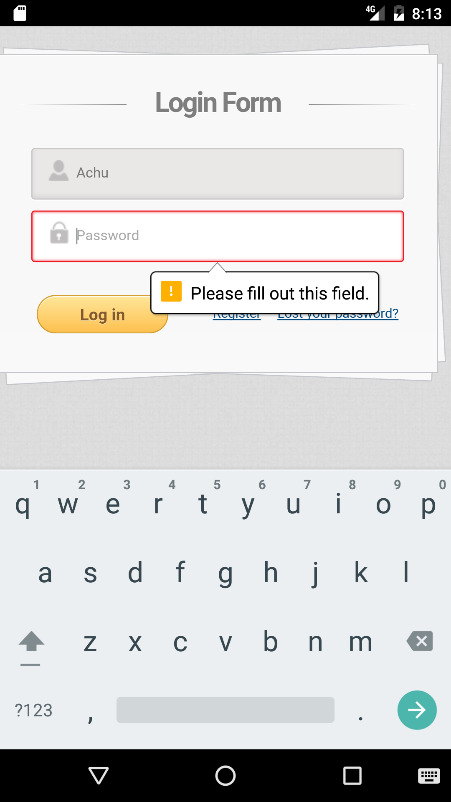 4G 8:13
Login Form
Achu
Password
Please fill out this field.
Log in Register Lost your password?
1 2 3 4 5 6 7 8 9 0
q w e r t y u i o p
a s d f g h j k l
z x c v b n m
?123 , .